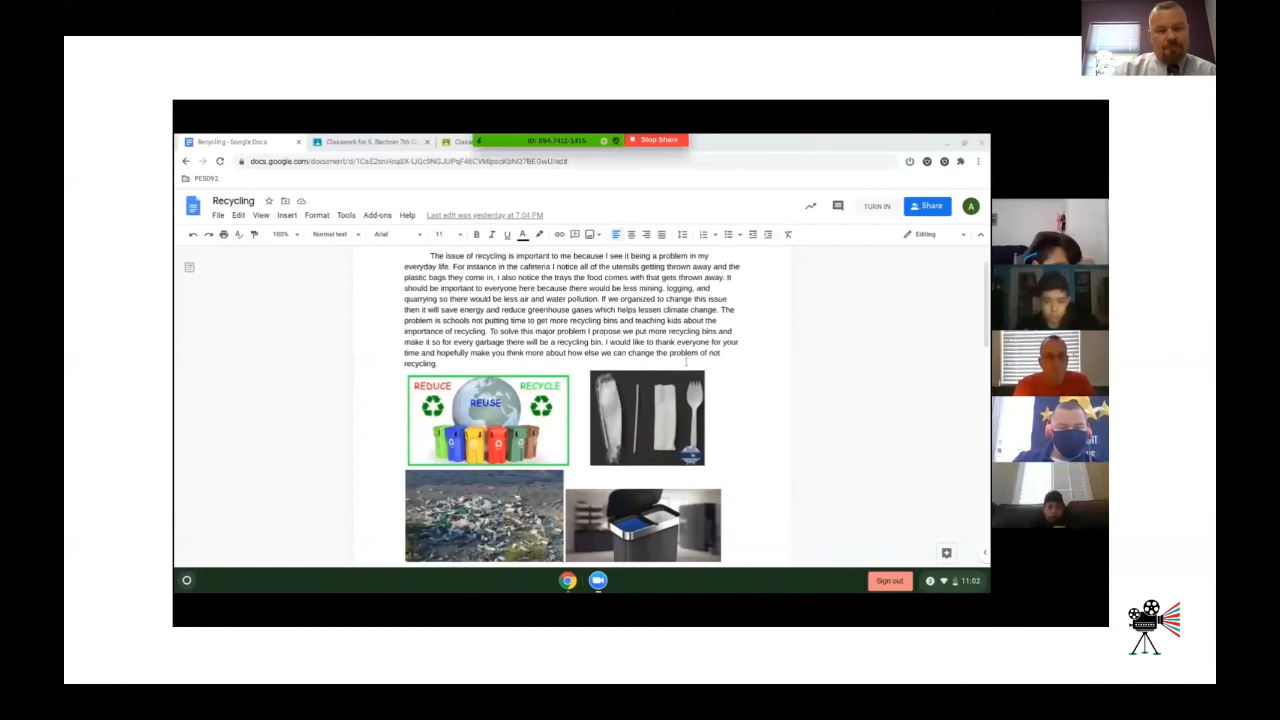 Recycling - Google Docs
Classwork for S. Bachner 7th G
Class
ID: 894-7411-1415
Stop Share
PESD92
Recycling
TURN IN
Share
A
File Edit View Insert Format Tools Add-ons Help Last edit was yesterday at 7:04 PM
100% Normal text Arial 11 B I U A Editing
The issue of recycling is important to me because I see it being a problem in my
everyday life. For instance in the cafeteria I notice all of the utensils getting thrown away and the
plastic bags they come in, I also notice the trays the food comes with that gets thrown away. It
should be important to everyone here because there would be less mining, logging, and
quarrying so there would be less air and water pollution. If we organized to change this issue
then it will save energy and reduce greenhouse gases which helps lessen climate change. The
problem is schools not putting time to get more recycling bins and teaching kids about the
importance of recycling. To solve this major problem I propose we put more recycling bins and
make it so for every garbage there will be a recycling bin. I would like to thank everyone for your
time and hopefully make you think more about how else we can change the problem of not
recycling.
REDUCE RECYCLE
REUSE
Sign out
2 11:02